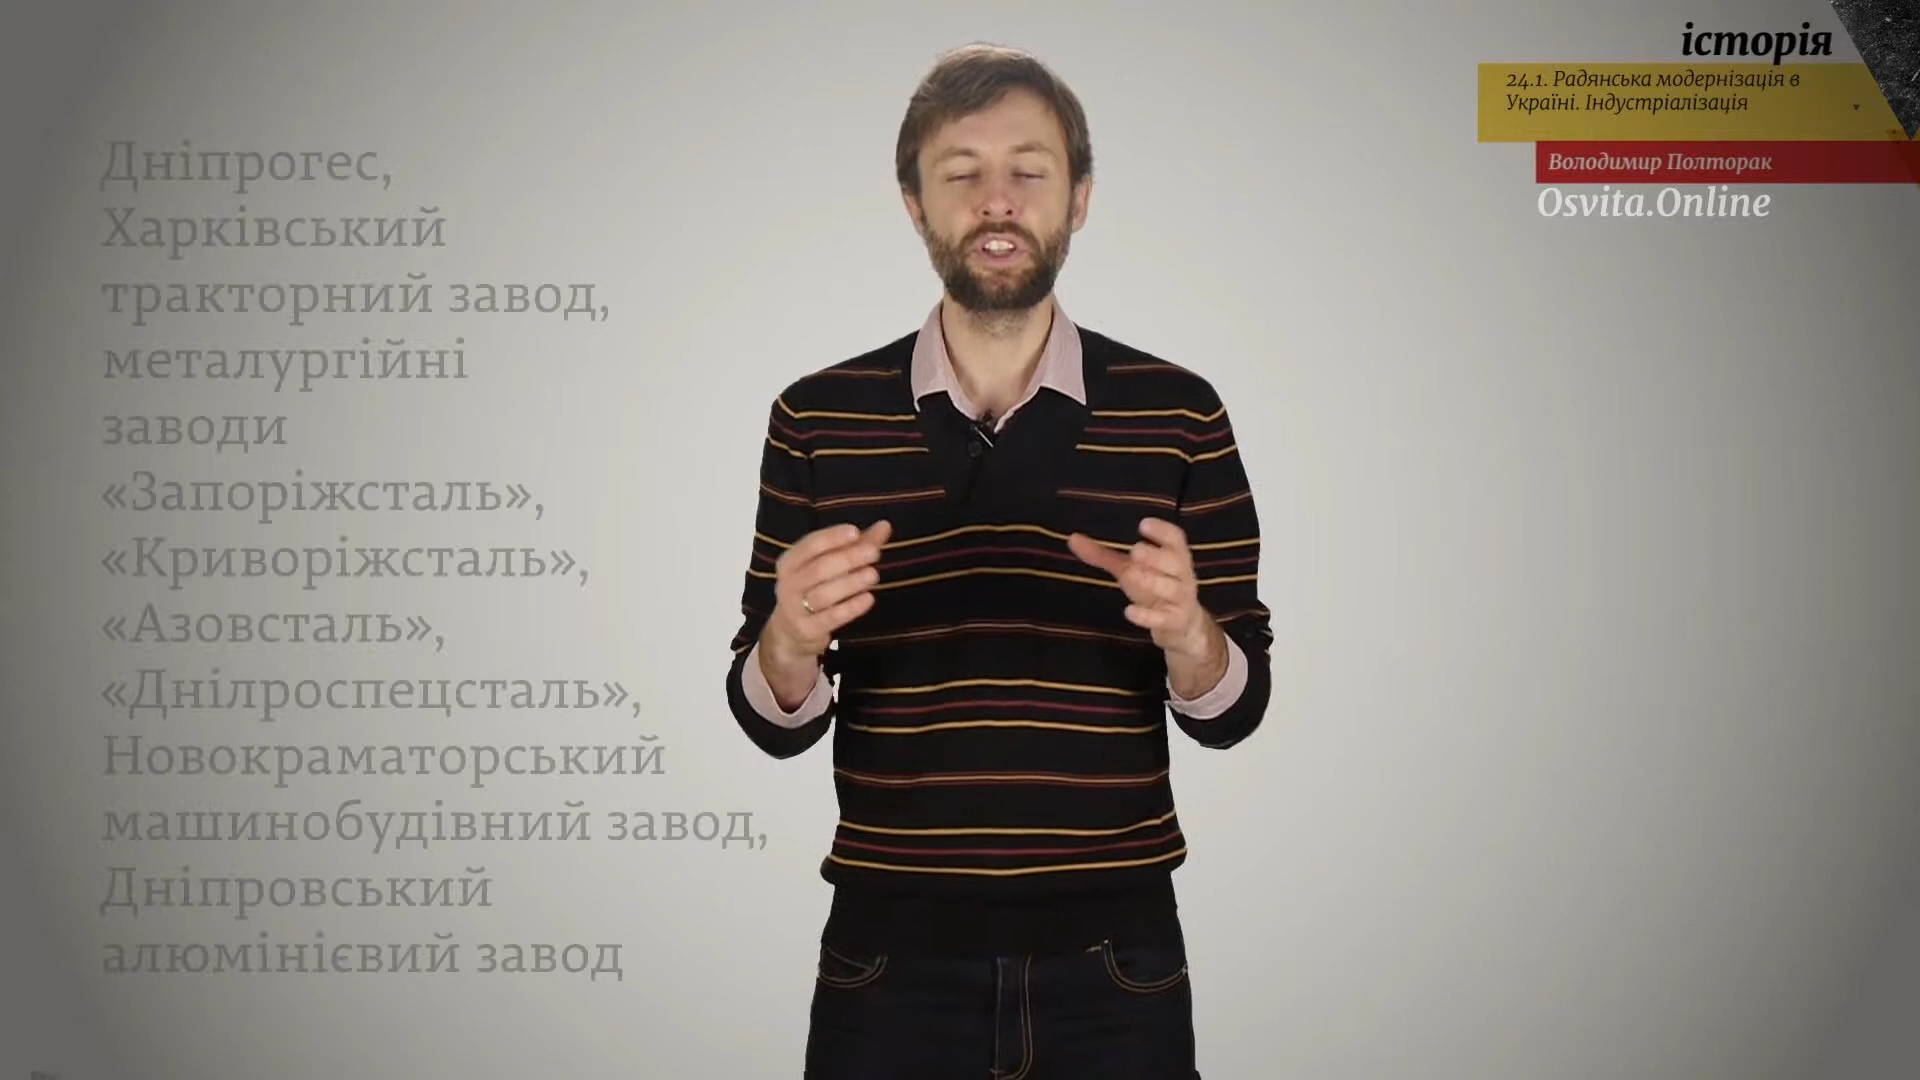 Дніпрогес,
Харківський
тракторний завод,
металургійні
заводи
«Запоріжсталь»,
«Криворіжсталь»,
«Азовсталь»,
«Днілроспецсталь»,
Новокраматорський
машинобудівний завод,
Дніпровський
алюмінієвий завод
історія
24.1. Радянська модернізація в
Україні. Індустріалізація
Володимир Полторак
Osvita.Online